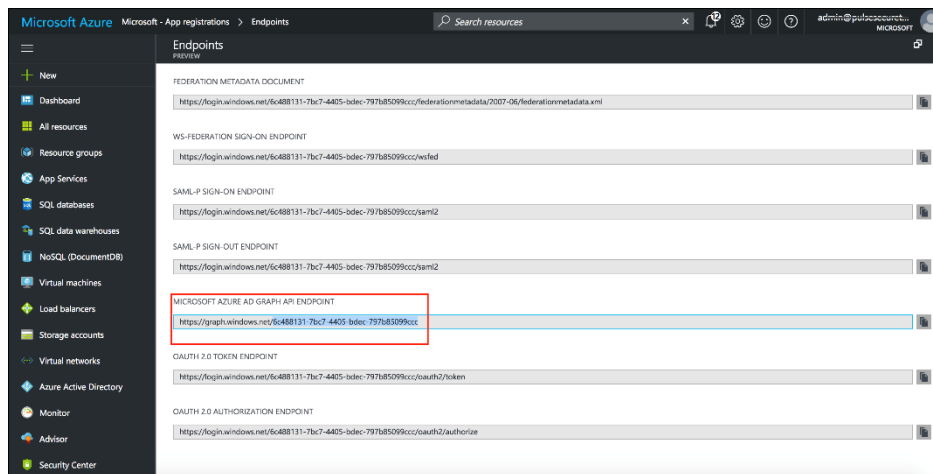 Microsoft Azure Microsoft - App registrations > Endpoints Search resources
admin@pulsesecuret...
MICROSOFT
Endpoints
PREVIEW
New
Dashboard
All resources
Resource groups
App Services
SQL databases
SQL data warehouses
NoSQL (DocumentDB)
Virtual machines
Load balancers
Storage accounts
Virtual networks
Azure Active Directory
Monitor
Advisor
Security Center
FEDERATION METADATA DOCUMENT
https://login.windows.net/6c488131-7bc7-4405-bdec-797b85099ccc/federationmetadata/2007-06/federationmetadata.xml
WS-FEDERATION SIGN-ON ENDPOINT
https://login.windows.net/6c488131-7bc7-4405-bdec-797b85099ccc/wsfed
SAML-P SIGN-ON ENDPOINT
https://login.windows.net/6c488131-7bc7-4405-bdec-797b85099ccc/saml2
SAML-P SIGN-OUT ENDPOINT
https://login.windows.net/6c488131-7bc7-4405-bdec-797b85099ccc/saml2
MICROSOFT AZURE AD GRAPH API ENDPOINT
https://graph.windows.net/6c488131-7bc7-4405-bdec-797b85099ccc
OAUTH 2.0 TOKEN ENDPOINT
https://login.windows.net/6c488131-7bc7-4405-bdec-797b85099ccc/oauth2/token
OAUTH 2.0 AUTHORIZATION ENDPOINT
https://login.windows.net/6c488131-7bc7-4405-bdec-797b85099ccc/oauth2/authorize